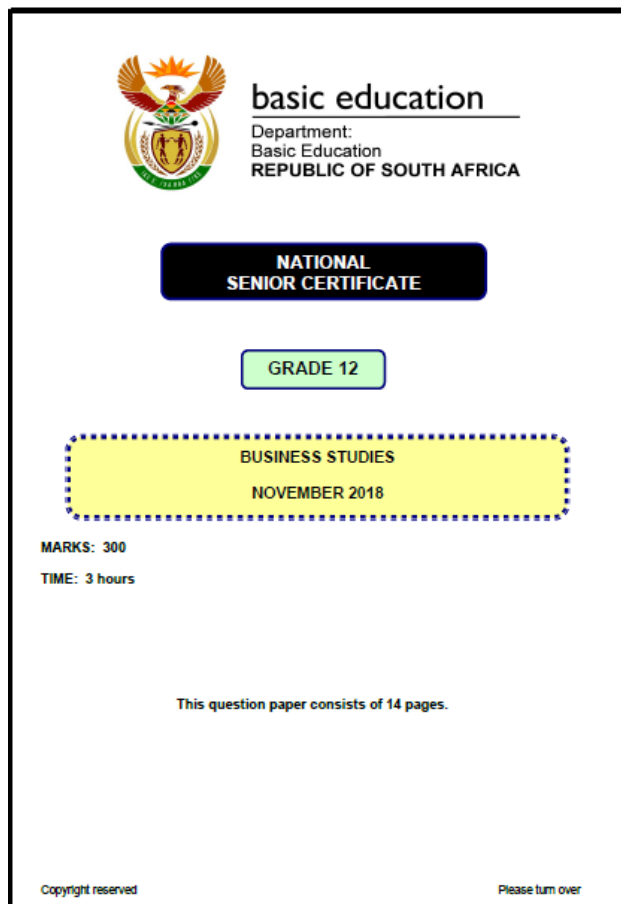 basic education
Department:
Basic Education
REPUBLIC OF SOUTH AFRICA
NATIONAL
SENIOR CERTIFICATE
GRADE 12
BUSINESS STUDIES
NOVEMBER 2018
MARKS: 300
TIME: 3 hours
This question paper consists of 14 pages.
Copyright reserved
Please turn over